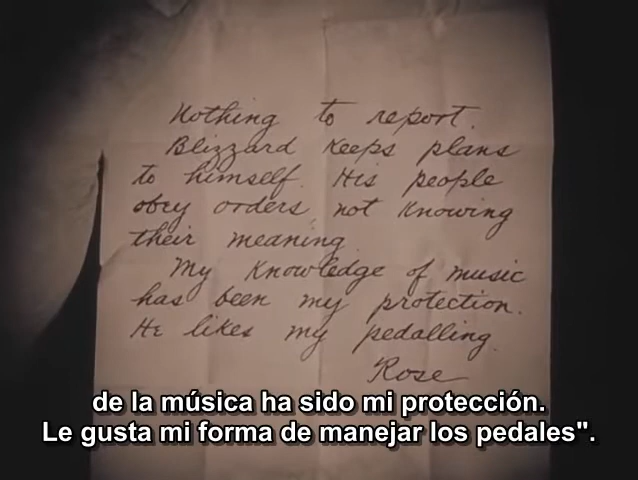 Nothing to report.
Blizzard keeps plans
to himself. His people
obey orders, not knowing
their meaning.
My knowledge of music
has been my protection.
He likes my pedalling.
Rose
de la música ha sido mi protección.
Le gusta mi forma de manejar los pedales".